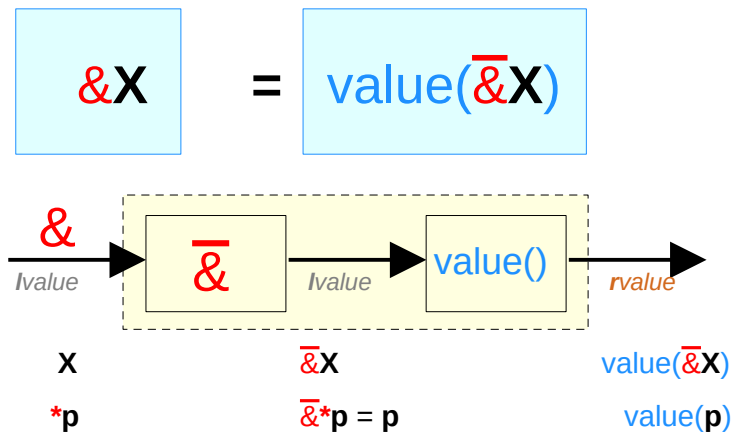 &X = value(&̅X)
&
&̅ value()
lvalue lvalue rvalue
X &̅X value(&̅X)
*p &̅*p = p value(p)